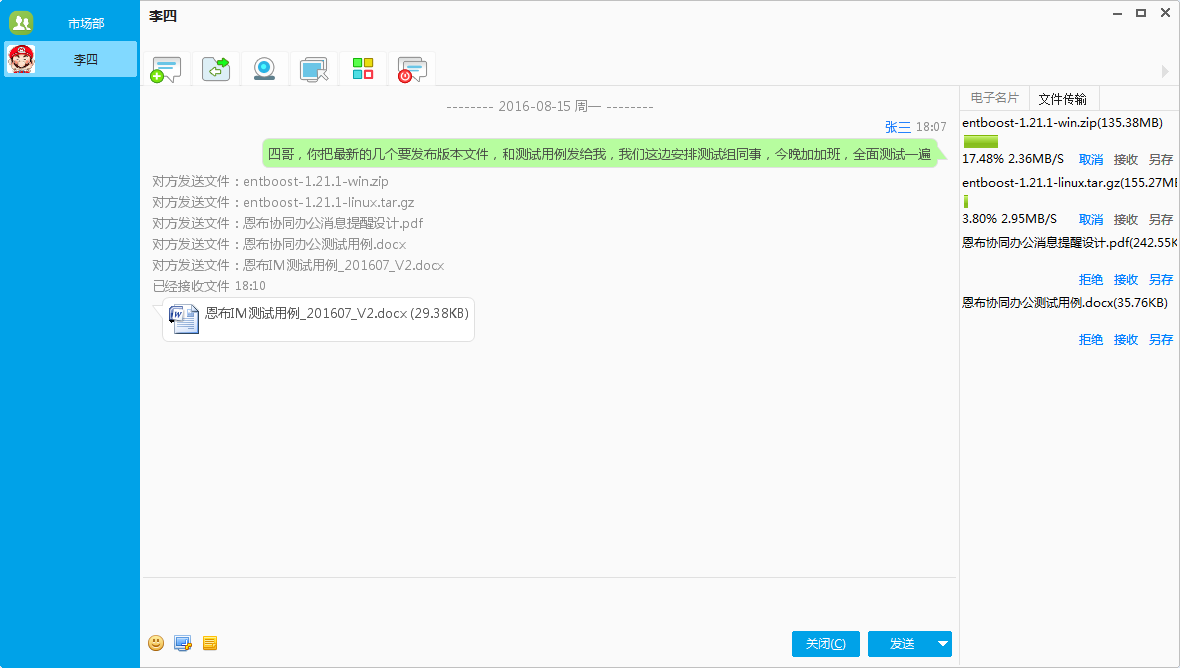 市场部
李四
李四
-------- 2016-08-15 周一 --------
张三 18:07
四哥，你把最新的几个要发布版本文件，和测试用例发给我，我们这边安排测试组同事，今晚加加班，全面测试一遍
对方发送文件：entboost-1.21.1-win.zip
对方发送文件：entboost-1.21.1-linux.tar.gz
对方发送文件：恩布协同办公消息提醒设计.pdf
对方发送文件：恩布协同办公测试用例.docx
对方发送文件：恩布IM测试用例_201607_V2.docx
已经接收文件 18:10
恩布IM测试用例_201607_V2.docx (29.38KB)
关闭(C) 发送
电子名片 文件传输
entboost-1.21.1-win.zip(135.38MB)
17.48% 2.36MB/S 取消 接收 另存
entboost-1.21.1-linux.tar.gz(155.27MB
3.80% 2.95MB/S 取消 接收 另存
恩布协同办公消息提醒设计.pdf(242.55K
拒绝 接收 另存
恩布协同办公测试用例.docx(35.76KB)
拒绝 接收 另存